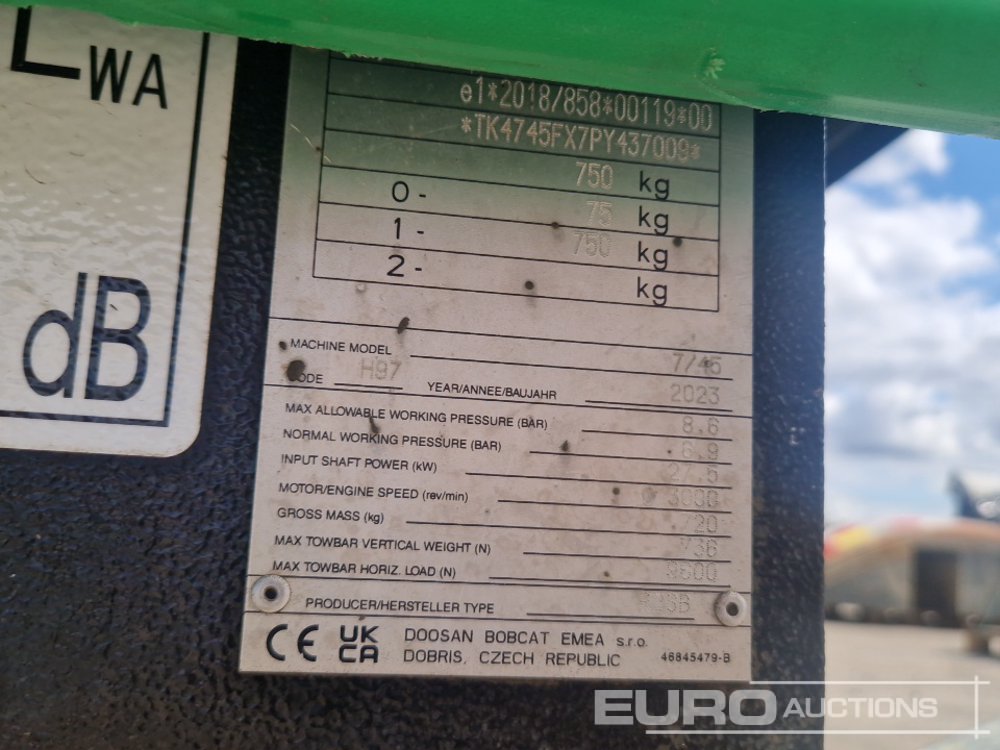 LWA
dB
e1*2018/858*00119*00
*TK4745FX7PY437009*
750 kg
0- 75 kg
1- 750 kg
2- kg
MACHINE MODEL 7/45
CODE H97 YEAR/ANNEE/BAUJAHR 2023
MAX ALLOWABLE WORKING PRESSURE (BAR) 8.6
NORMAL WORKING PRESSURE (BAR) 6.9
INPUT SHAFT POWER (kW) 27.5
MOTOR/ENGINE SPEED (rev/min)
GROSS MASS (kg)
MAX TOWBAR VERTICAL WEIGHT (N) 736
MAX TOWBAR HORIZ. LOAD (N)
PRODUCER/HERSTELLER TYPE
CE UK CA DOOSAN BOBCAT EMEA s.r.o.
DOBRIS, CZECH REPUBLIC 46845479-B
EURO AUCTIONS